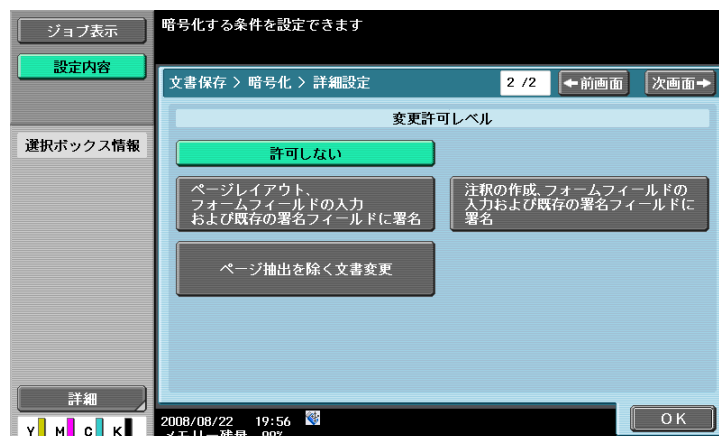 ジョブ表示
暗号化する条件を設定できます
設定内容
文書保存 > 暗号化 > 詳細設定
2 /2
←前画面
次画面→
変更許可レベル
選択ボックス情報
許可しない
ページレイアウト、
フォームフィールドの入力
および既存の署名フィールドに署名
注釈の作成、フォームフィールドの
入力および既存の署名フィールドに
署名
ページ抽出を除く文書変更
詳細
2008/08/22 19:56
メモリー残量 99%
Y M C K
OK